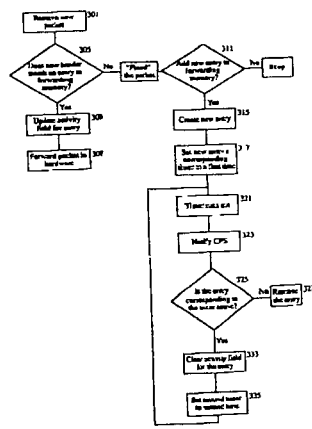 301
Receive new
packet
305
Does new header
match an entry in
forwarding
memory?
No
"Flood"
the packet
311
Add new entry to
forwarding
memory?
No
Stop
Yes
Update activity
field for entry
309
Forward packet in
hardware
307
Yes
Create new entry
315
Set new entry's
corresponding
timer to a first time
Timer runs out
321
Notify CPS
323
325
Is the entry
corresponding to
the timer active?
No
the entry
Yes
Clear activity field
for the entry
333
Set second timer
to second time
335